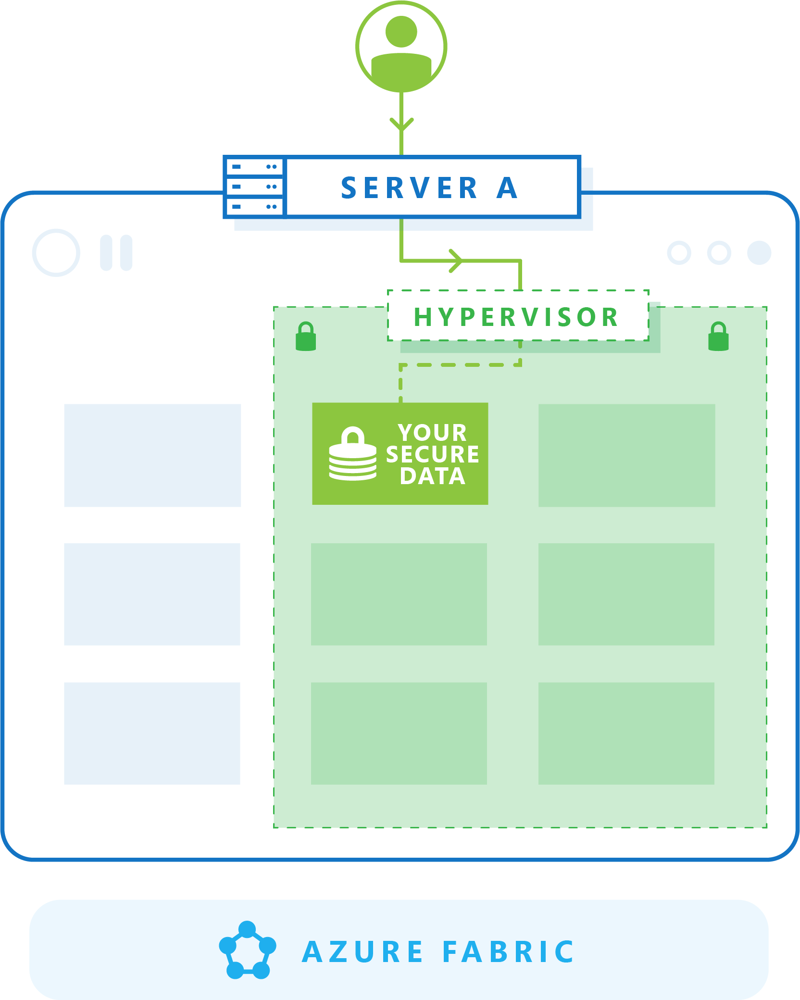 SERVER A
HYPERVISOR
YOUR
SECURE
DATA
AZURE FABRIC